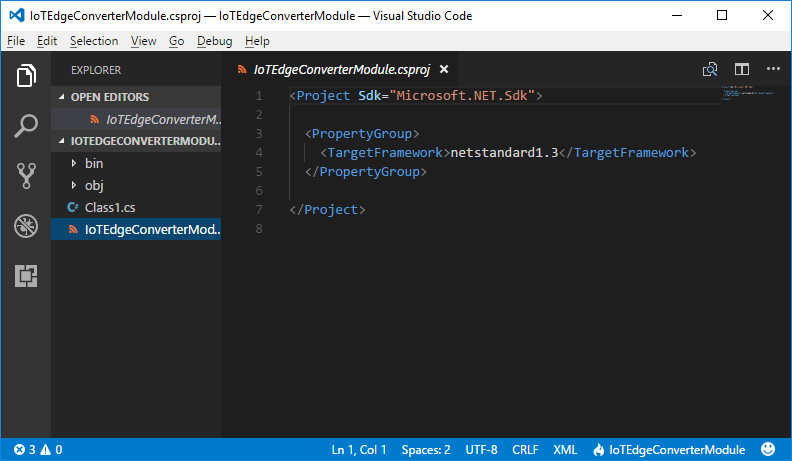 IoTEdgeConverterModule.csproj — IoTEdgeConverterModule — Visual Studio Code
File Edit Selection View Go Debug Help
EXPLORER
OPEN EDITORS
IoTEdgeConverterM...
IOTEDGECONVERTERMODU...
bin
obj
C# Class1.cs
IoTEdgeConverterMod...
IoTEdgeConverterModule.csproj
1 <Project Sdk="Microsoft.NET.Sdk">
2
3 <PropertyGroup>
4 <TargetFramework>netstandard1.3</TargetFramework>
5 </PropertyGroup>
6
7 </Project>
8
3 0 Ln 1, Col 1 Spaces: 2 UTF-8 CRLF XML IoTEdgeConverterModule